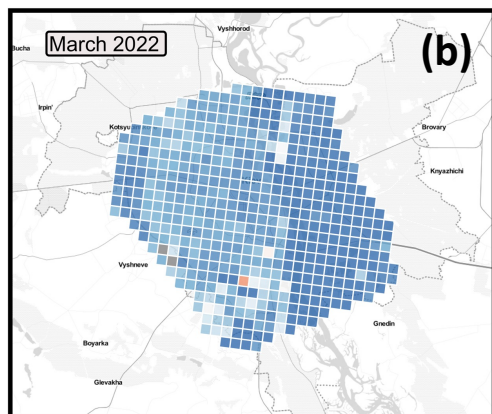 Vyshhorod
March 2022
(b)
Bucha
Irpin'
Kotsyu
Brovary
Knyazhichi
Vyshneve
Gnedin
Boyarka
Glevakha